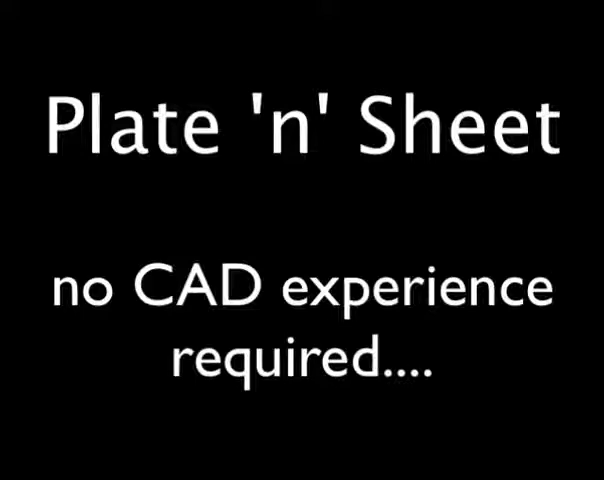 Plate 'n' Sheet
no CAD experience
required....